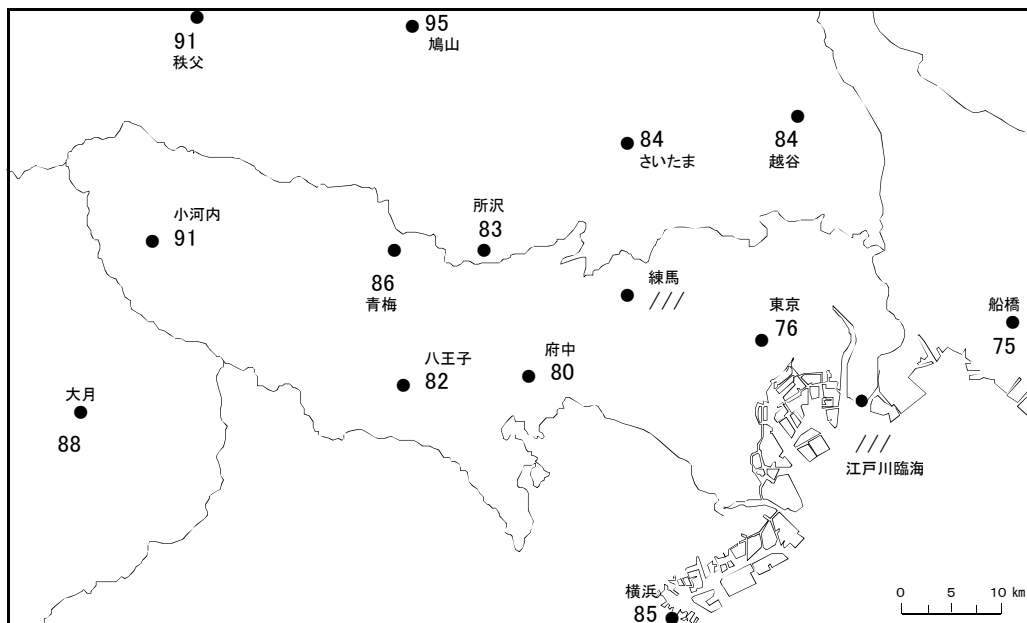 91
秩父
95
鳩山
84
さいたま
84
越谷
小河内
91
所沢
83
86
青梅
練馬
///
東京
76
船橋
75
八王子
82
府中
80
大月
88
///
江戸川臨海
横浜
85
0 5 10 km